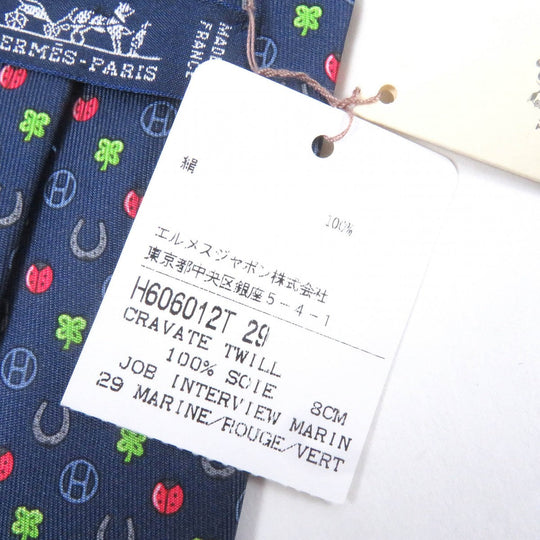 HERMÈS-PARIS
MADE
FRANCE
絹
100%
エルメスジャポン株式会社
東京都中央区銀座5-4-1
H606012T 29
CRAVATE TWILL
100% SOIE 8CM
JOB INTERVIEW MARIN
29 MARINE/ROUGE/VERT